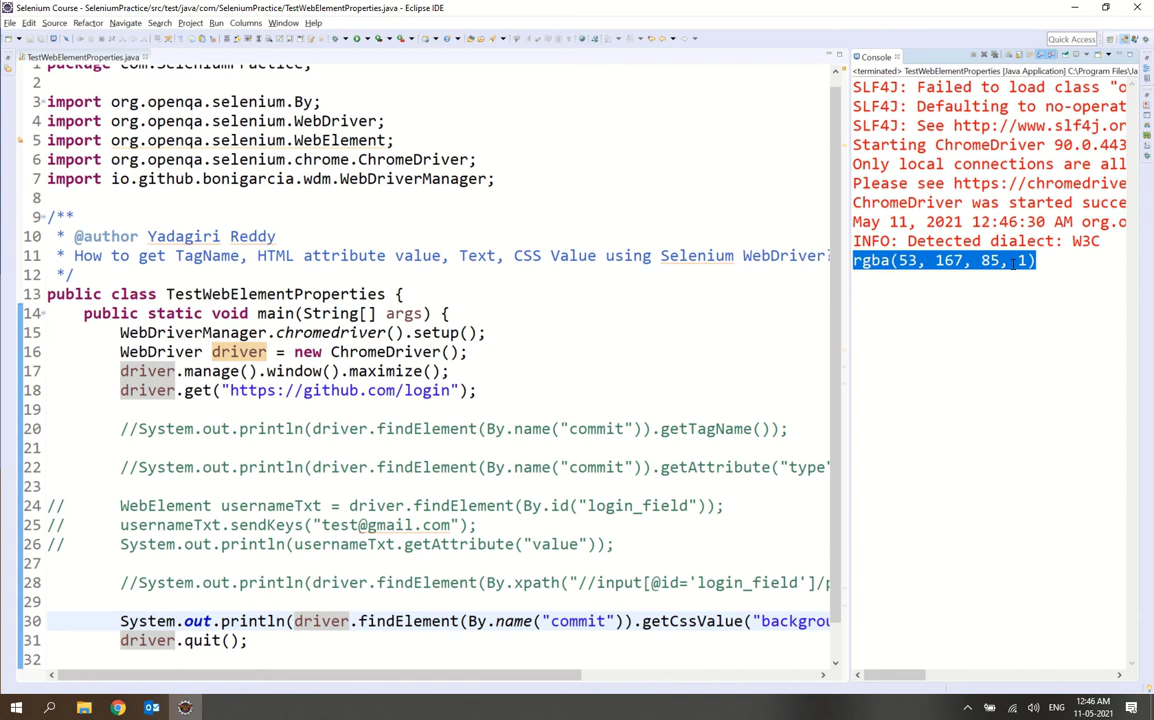 Selenium Course - SeleniumPractice/src/test/java/com/SeleniumPractice/TestWebElementProperties.java - Eclipse IDE
File Edit Source Refactor Navigate Search Project Run Columns Window Help
Quick Access
TestWebElementProperties.java
1 package com.SeleniumPractice;
2
3 import org.openqa.selenium.By;
4 import org.openqa.selenium.WebDriver;
5 import org.openqa.selenium.WebElement;
6 import org.openqa.selenium.chrome.ChromeDriver;
7 import io.github.bonigarcia.wdm.WebDriverManager;
8
9 /**
10 * @author Yadagiri Reddy
11 * How to get TagName, HTML attribute value, Text, CSS Value using Selenium WebDriver?
12 */
13 public class TestWebElementProperties {
14 public static void main(String[] args) {
15 WebDriverManager.chromedriver().setup();
16 WebDriver driver = new ChromeDriver();
17 driver.manage().window().maximize();
18 driver.get("https://github.com/login");
19
20 //System.out.println(driver.findElement(By.name("commit")).getTagName());
21
22 //System.out.println(driver.findElement(By.name("commit")).getAttribute("type"
23
24 // WebElement usernameTxt = driver.findElement(By.id("login_field"));
25 // usernameTxt.sendKeys("test@gmail.com");
26 // System.out.println(usernameTxt.getAttribute("value"));
27
28 //System.out.println(driver.findElement(By.xpath("//input[@id='login_field']/p
29
30 System.out.println(driver.findElement(By.name("commit")).getCssValue("backgrou
31 driver.quit();
32
Console
<terminated> TestWebElementProperties [Java Application] C:\Program Files\Ja
SLF4J: Failed to load class "o
SLF4J: Defaulting to no-operat
SLF4J: See http://www.slf4j.or
Starting ChromeDriver 90.0.443
Only local connections are all
Please see https://chromedrive
ChromeDriver was started succe
May 11, 2021 12:46:30 AM org.o
INFO: Detected dialect: W3C
rgba(53, 167, 85, 1)
ENG
12:46 AM
11-05-2021